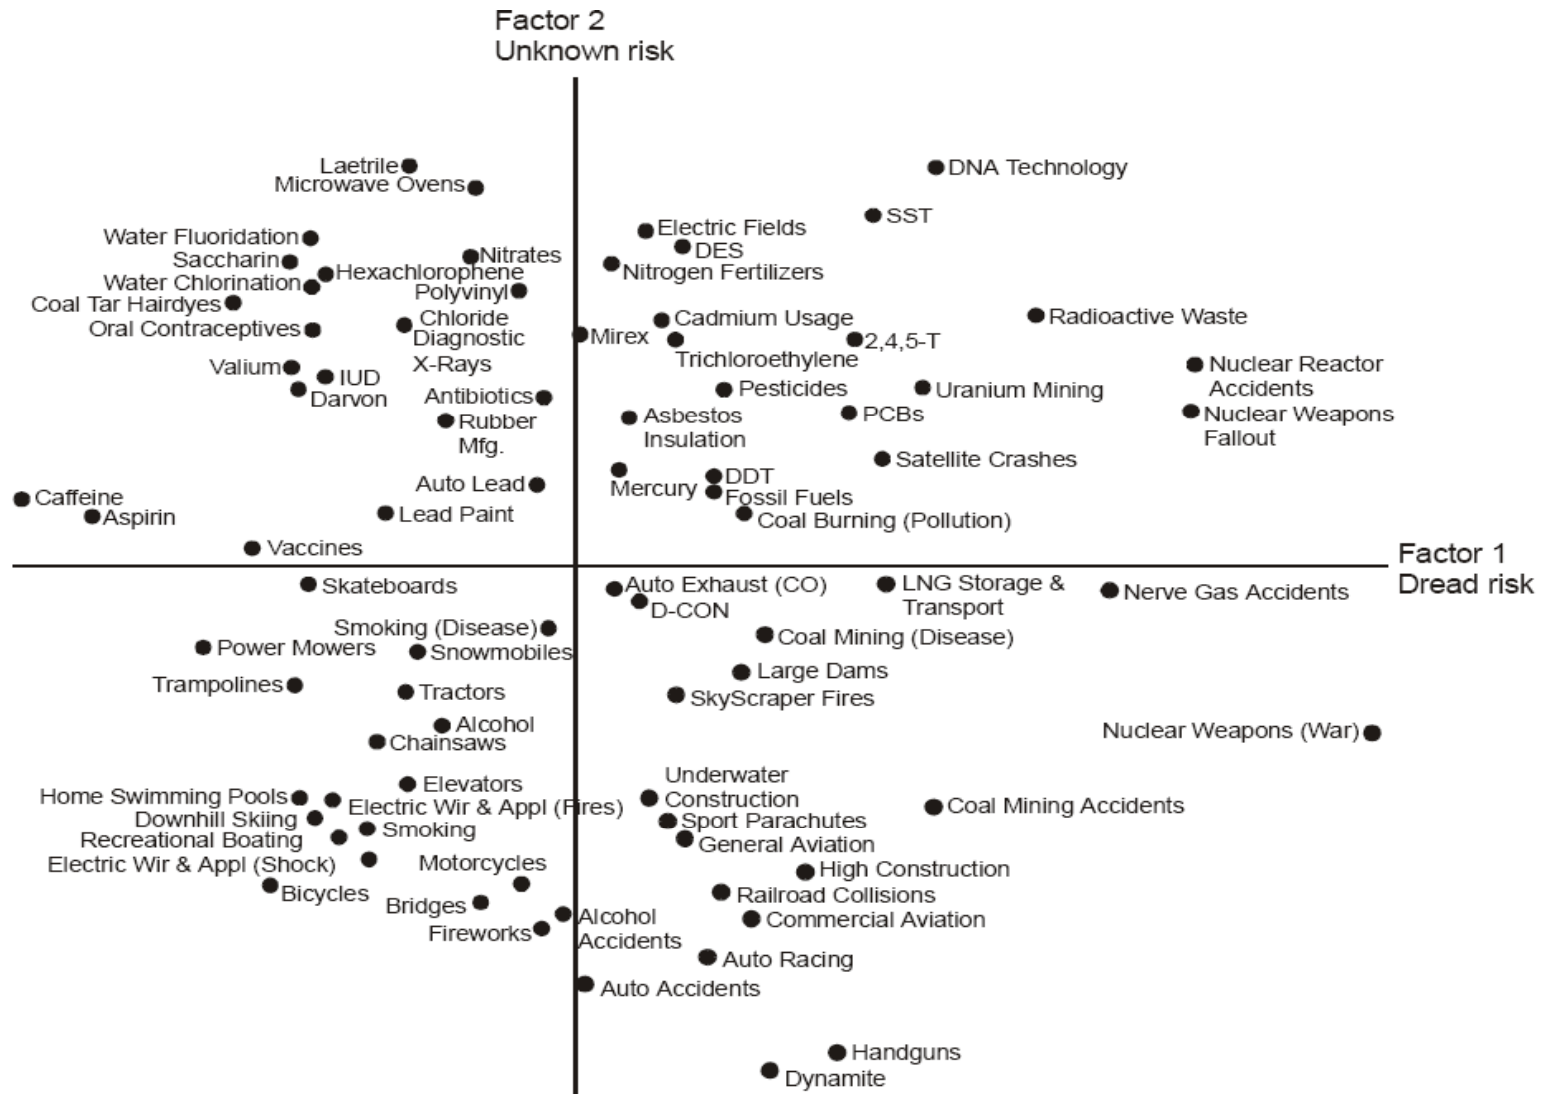 Factor 2
Unknown risk
Laetrile
Microwave Ovens
Water Fluoridation
Saccharin
Nitrates
Hexachlorophene
Water Chlorination
Polyvinyl
Coal Tar Hairdyes
Chloride
Oral Contraceptives
Diagnostic
X-Rays
Valium
IUD
Darvon
Antibiotics
Rubber
Mfg.
Auto Lead
Caffeine
Aspirin
Lead Paint
Vaccines
DNA Technology
SST
Electric Fields
DES
Nitrogen Fertilizers
Cadmium Usage
Radioactive Waste
Mirex
2,4,5-T
Trichloroethylene
Nuclear Reactor
Accidents
Pesticides
Uranium Mining
Asbestos
Insulation
PCBs
Nuclear Weapons
Fallout
Satellite Crashes
Mercury
DDT
Fossil Fuels
Coal Burning (Pollution)
Factor 1
Dread risk
Skateboards
Smoking (Disease)
Power Mowers
Snowmobiles
Trampolines
Tractors
Alcohol
Chainsaws
Elevators
Home Swimming Pools
Electric Wir & Appl (Fires)
Downhill Skiing
Smoking
Recreational Boating
Electric Wir & Appl (Shock)
Motorcycles
Bicycles
Bridges
Fireworks
Alcohol
Accidents
Auto Exhaust (CO)
LNG Storage &
Transport
Nerve Gas Accidents
D-CON
Coal Mining (Disease)
Large Dams
SkyScraper Fires
Nuclear Weapons (War)
Underwater
Construction
Coal Mining Accidents
Sport Parachutes
General Aviation
High Construction
Railroad Collisions
Commercial Aviation
Auto Racing
Auto Accidents
Handguns
Dynamite